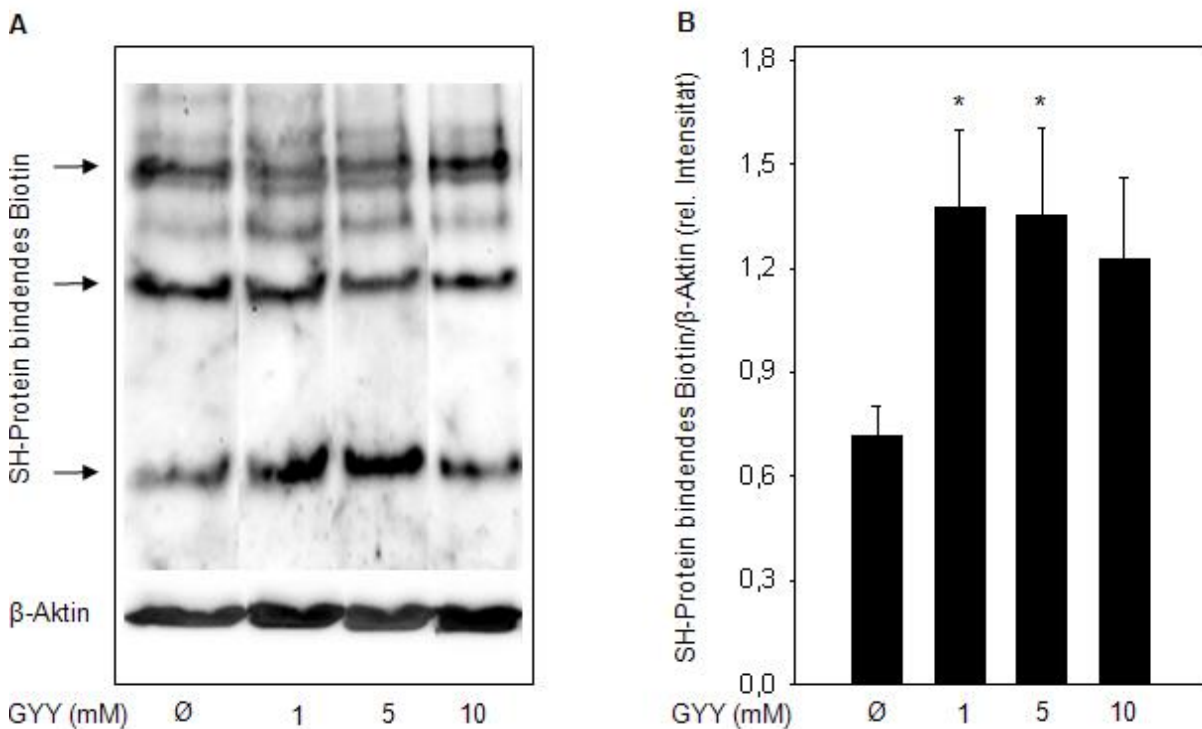 A
SH-Protein bindendes Biotin
β-Aktin
GYY (mM) Ø 1 5 10
B
SH-Protein bindendes Biotin/β-Aktin (rel. Intensität)
1,8
1,5
1,2
0,9
0,6
0,3
0,0
* *
GYY (mM) Ø 1 5 10